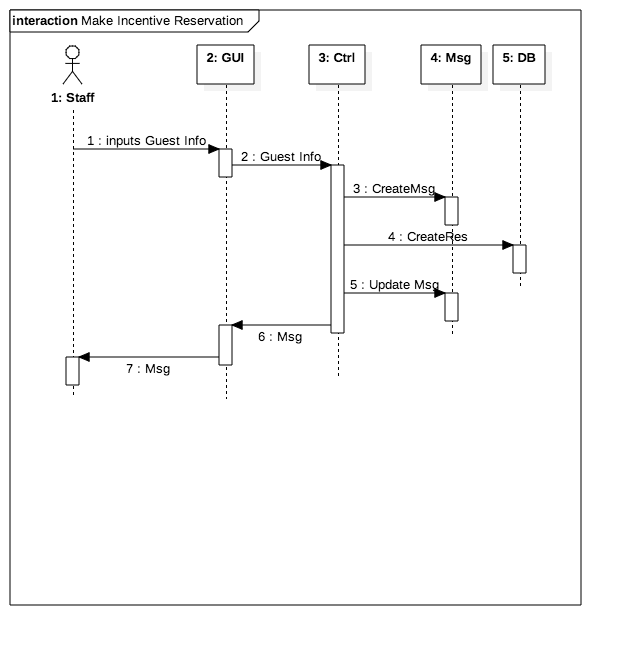 interaction Make Incentive Reservation
2: GUI
3: Ctrl
4: Msg
5: DB
1: Staff
1 : inputs Guest Info
2 : Guest Info
3 : CreateMsg
4 : CreateRes
5 : Update Msg
6 : Msg
7 : Msg